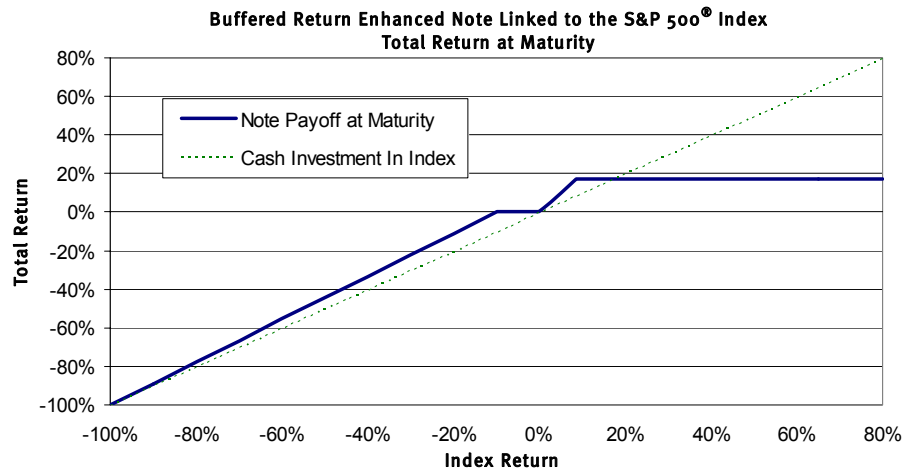 Buffered Return Enhanced Note Linked to the S&P 500® Index
Total Return at Maturity
80%
60%
40%
20%
0%
-20%
-40%
-60%
-80%
-100%
Total Return
Note Payoff at Maturity
Cash Investment In Index
-100% -80% -60% -40% -20% 0% 20% 40% 60% 80%
Index Return